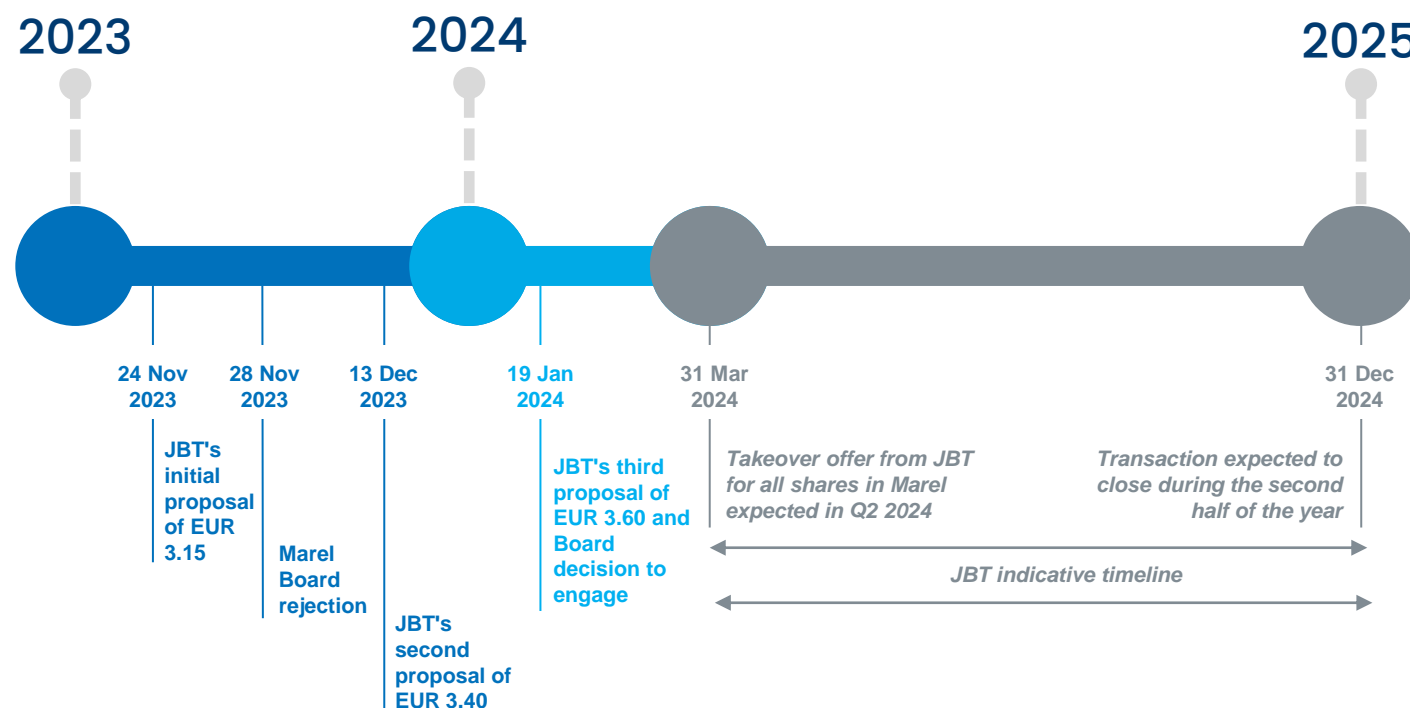 2023
2024
2025
24 Nov
2023
28 Nov
2023
13 Dec
2023
19 Jan
2024
31 Mar
2024
31 Dec
2024
JBT's
initial
proposal
of EUR
3.15
Marel
Board
rejection
JBT's
second
proposal of
EUR 3.40
JBT's third
proposal of
EUR 3.60 and
Board
decision to
engage
Takeover offer from JBT
for all shares in Marel
expected in Q2 2024
Transaction expected to
close during the second
half of the year
JBT indicative timeline